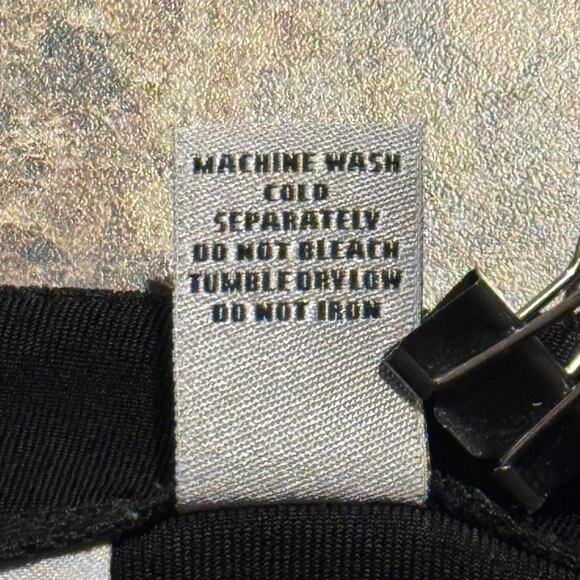 MACHINE WASH
COLD
SEPARATELY
DO NOT BLEACH
TUMBLE DRY LOW
DO NOT IRON